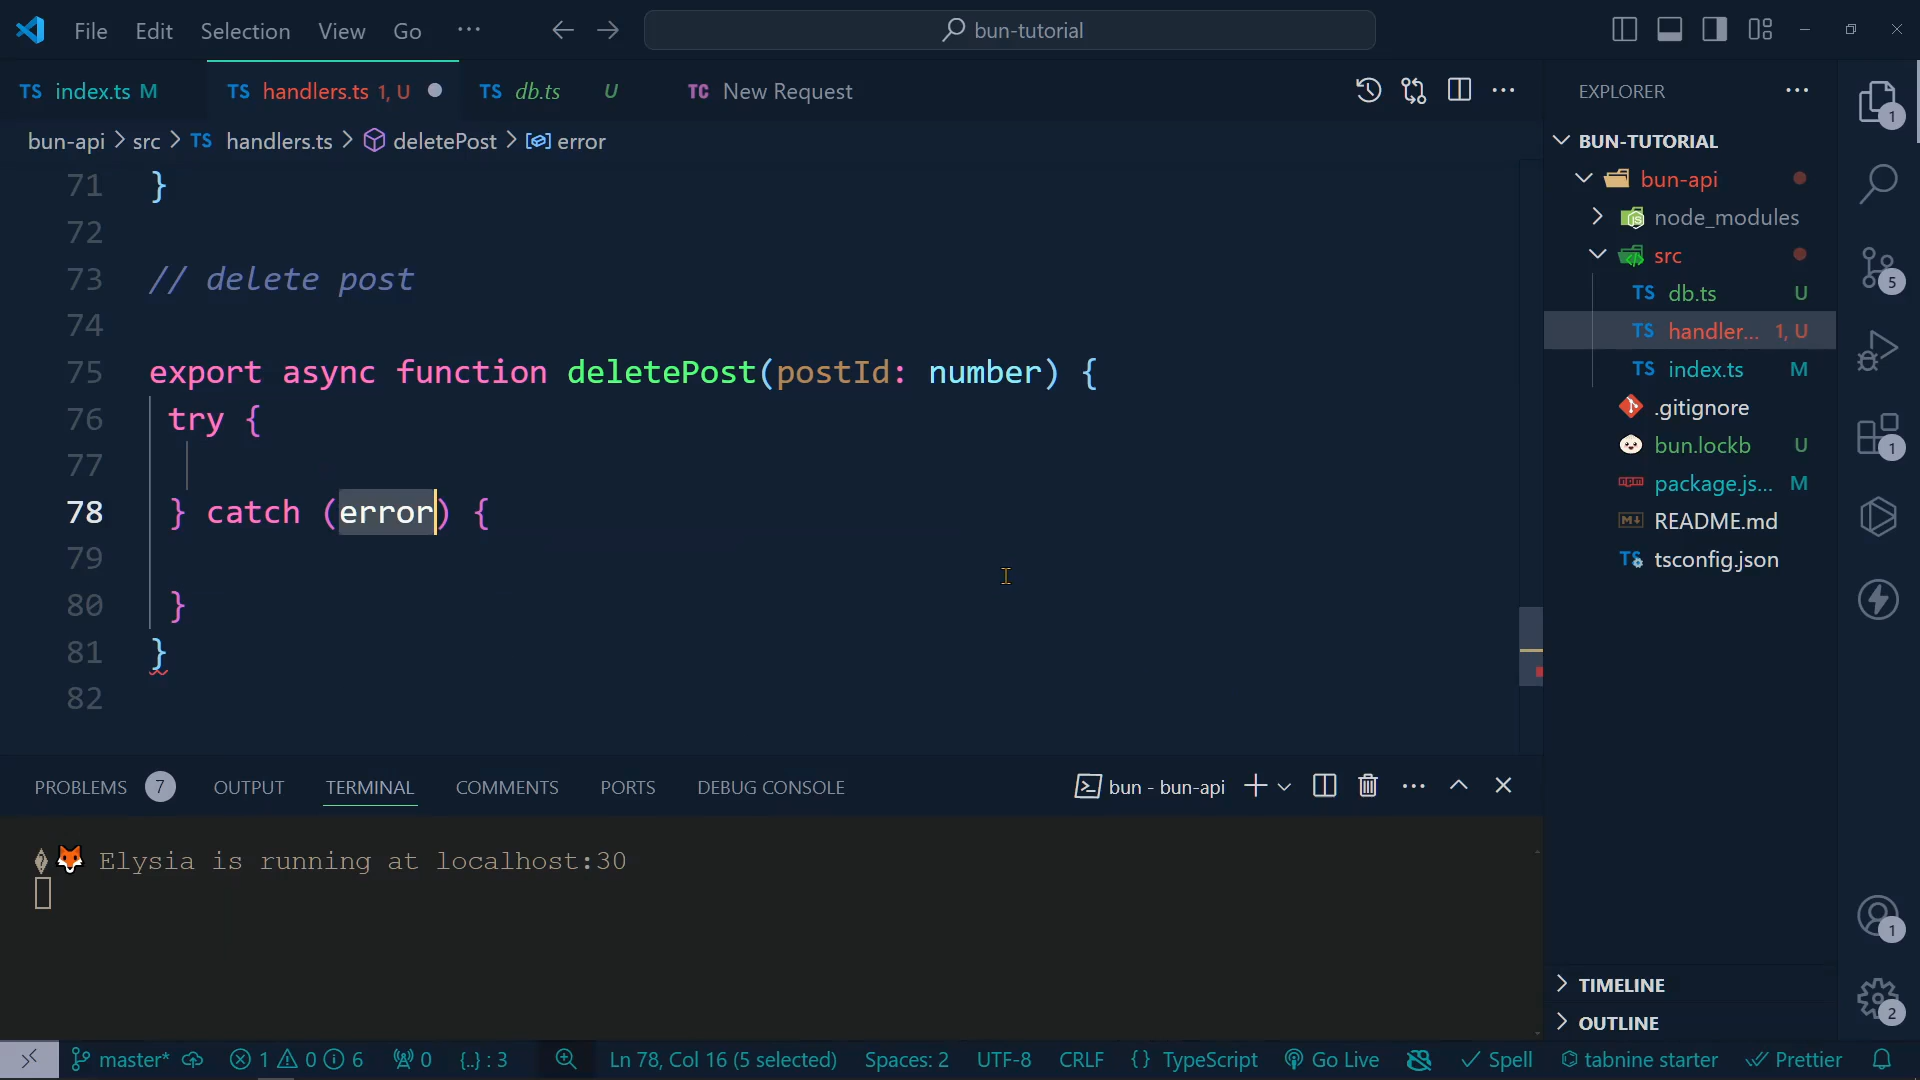 File Edit Selection View Go ··· bun-tutorial
TS index.ts M TS handlers.ts 1, U TS db.ts U TC New Request
EXPLORER
bun-api > src > TS handlers.ts > deletePost > error
71 }
72
73 // delete post
74
75 export async function deletePost(postId: number) {
76 try {
77
78 } catch (error) {
79
80 }
81 }
82
BUN-TUTORIAL
bun-api
node_modules
src
TS db.ts U
TS handler... 1, U
TS index.ts M
.gitignore
bun.lockb U
package.js... M
README.md
TS tsconfig.json
TIMELINE
OUTLINE
1
5
1
1
2
PROBLEMS 7 OUTPUT TERMINAL COMMENTS PORTS DEBUG CONSOLE bun - bun-api
🦊 Elysia is running at localhost:30
master* 1 0 6 0 {..} : 3 Ln 78, Col 16 (5 selected) Spaces: 2 UTF-8 CRLF {} TypeScript Go Live Spell tabnine starter Prettier